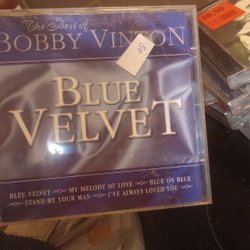 The Best of
BOBBY VINTON
BLUE
VELVET
BLUE VELVET MY MELODY OF LOVE BLUE ON BLUE
STAND BY YOUR MAN I'VE ALWAYS LOVED YOU